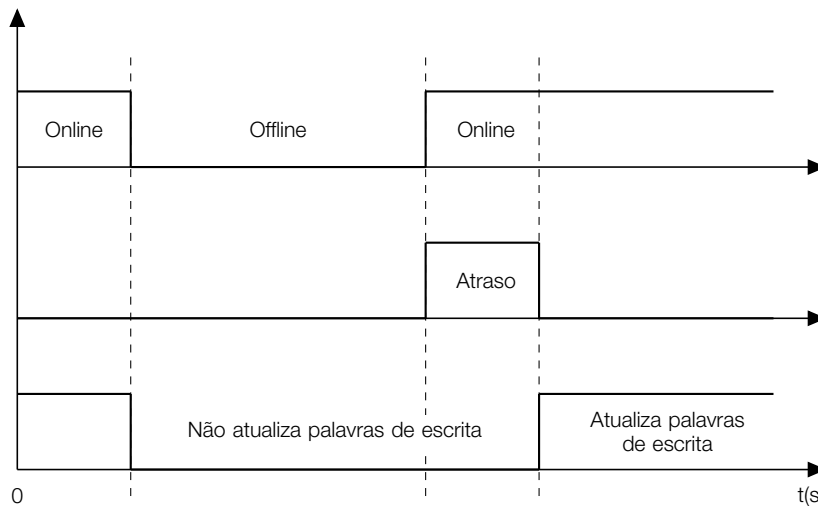 Online
Offline
Online
Atraso
Não atualiza palavras de escrita
Atualiza palavras
de escrita
0
t(s